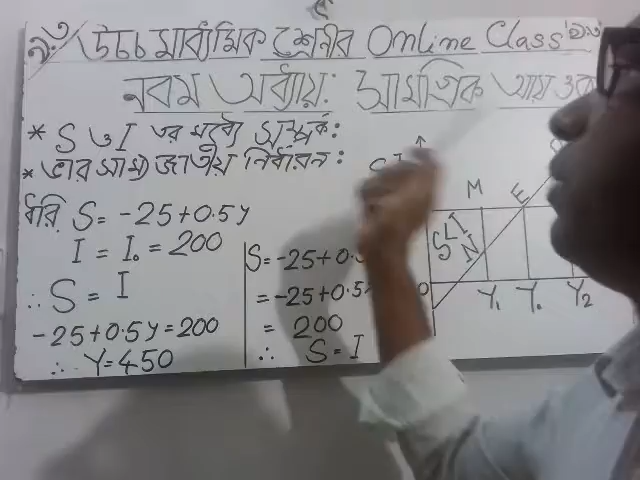 উচ্চ মাধ্যমিক শ্রেনীর Online Class
নবম অধ্যায়: সামগ্রিক আয় ও
* S ও I এর মধ্যে সম্পর্ক:
* ভারসাম্য জাতীয় নির্ধারন:
ধরি, S = -25+0.5y
I = I₀ = 200
∴ S = I
-25+0.5y=200
∴ Y=450
S=-25+0.
=-25+0.5
= 200
∴ S=I
S
M E
S<I
N
0 Y₁ Y₀ Y₂